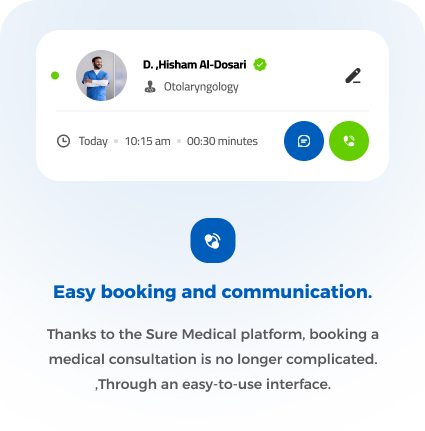 D. ,Hisham Al-Dosari
Otolaryngology
Today • 10:15 am • 00:30 minutes
Easy booking and communication.
Thanks to the Sure Medical platform, booking a
medical consultation is no longer complicated.
,Through an easy-to-use interface.